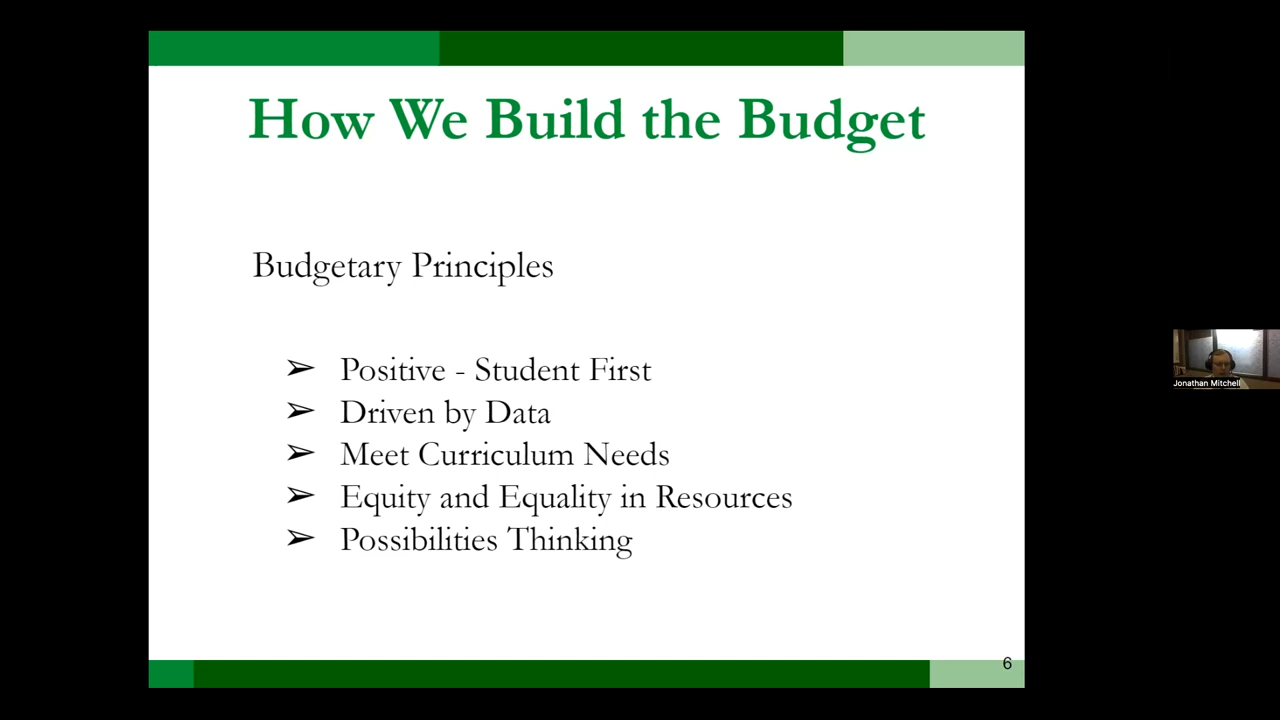 How We Build the Budget
Budgetary Principles
➢ Positive - Student First
➢ Driven by Data
➢ Meet Curriculum Needs
➢ Equity and Equality in Resources
➢ Possibilities Thinking
6
Jonathan Mitchell